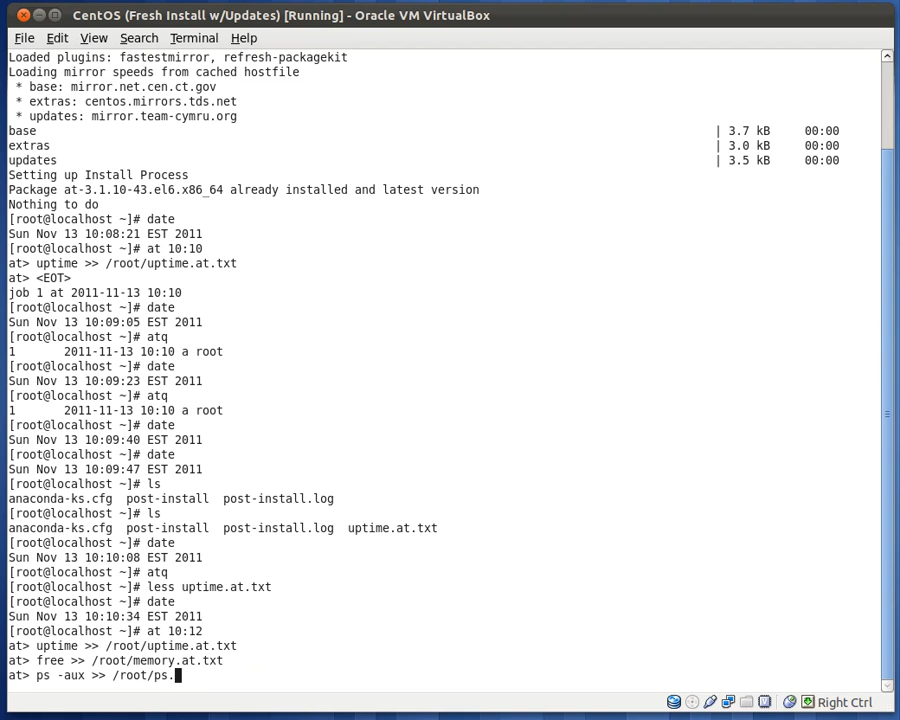 CentOS (Fresh Install w/Updates) [Running] - Oracle VM VirtualBox
File Edit View Search Terminal Help
Loaded plugins: fastestmirror, refresh-packagekit
Loading mirror speeds from cached hostfile
 * base: mirror.net.cen.ct.gov
 * extras: centos.mirrors.tds.net
 * updates: mirror.team-cymru.org
base | 3.7 kB 00:00
extras | 3.0 kB 00:00
updates | 3.5 kB 00:00
Setting up Install Process
Package at-3.1.10-43.el6.x86_64 already installed and latest version
Nothing to do
[root@localhost ~]# date
Sun Nov 13 10:08:21 EST 2011
[root@localhost ~]# at 10:10
at> uptime >> /root/uptime.at.txt
at> <EOT>
job 1 at 2011-11-13 10:10
[root@localhost ~]# date
Sun Nov 13 10:09:05 EST 2011
[root@localhost ~]# atq
1 2011-11-13 10:10 a root
[root@localhost ~]# date
Sun Nov 13 10:09:23 EST 2011
[root@localhost ~]# atq
1 2011-11-13 10:10 a root
[root@localhost ~]# date
Sun Nov 13 10:09:40 EST 2011
[root@localhost ~]# date
Sun Nov 13 10:09:47 EST 2011
[root@localhost ~]# ls
anaconda-ks.cfg post-install post-install.log
[root@localhost ~]# ls
anaconda-ks.cfg post-install post-install.log uptime.at.txt
[root@localhost ~]# date
Sun Nov 13 10:10:08 EST 2011
[root@localhost ~]# atq
[root@localhost ~]# less uptime.at.txt
[root@localhost ~]# date
Sun Nov 13 10:10:34 EST 2011
[root@localhost ~]# at 10:12
at> uptime >> /root/uptime.at.txt
at> free >> /root/memory.at.txt
at> ps -aux >> /root/ps.
Right Ctrl